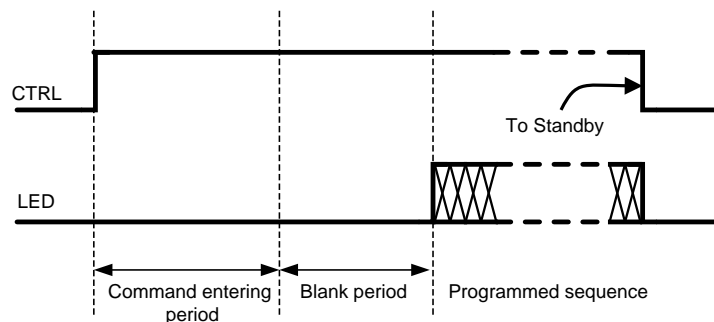 CTRL
To Standby
LED
Command entering
period
Blank period
Programmed sequence